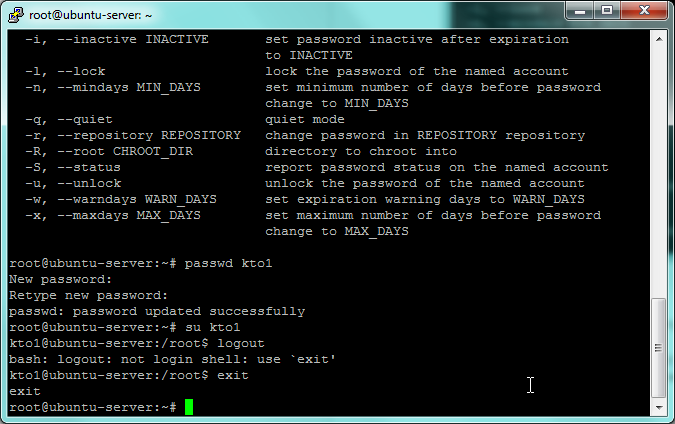 root@ubuntu-server: ~
-i, --inactive INACTIVE       set password inactive after expiration
                              to INACTIVE
-l, --lock                    lock the password of the named account
-n, --mindays MIN_DAYS        set minimum number of days before password
                              change to MIN_DAYS
-q, --quiet                   quiet mode
-r, --repository REPOSITORY   change password in REPOSITORY repository
-R, --root CHROOT_DIR         directory to chroot into
-S, --status                  report password status on the named account
-u, --unlock                  unlock the password of the named account
-w, --warndays WARN_DAYS      set expiration warning days to WARN_DAYS
-x, --maxdays MAX_DAYS        set maximum number of days before password
                              change to MAX_DAYS
root@ubuntu-server:~# passwd kto1
New password:
Retype new password:
passwd: password updated successfully
root@ubuntu-server:~# su kto1
kto1@ubuntu-server:/root$ logout
bash: logout: not login shell: use `exit'
kto1@ubuntu-server:/root$ exit
exit
root@ubuntu-server:~#